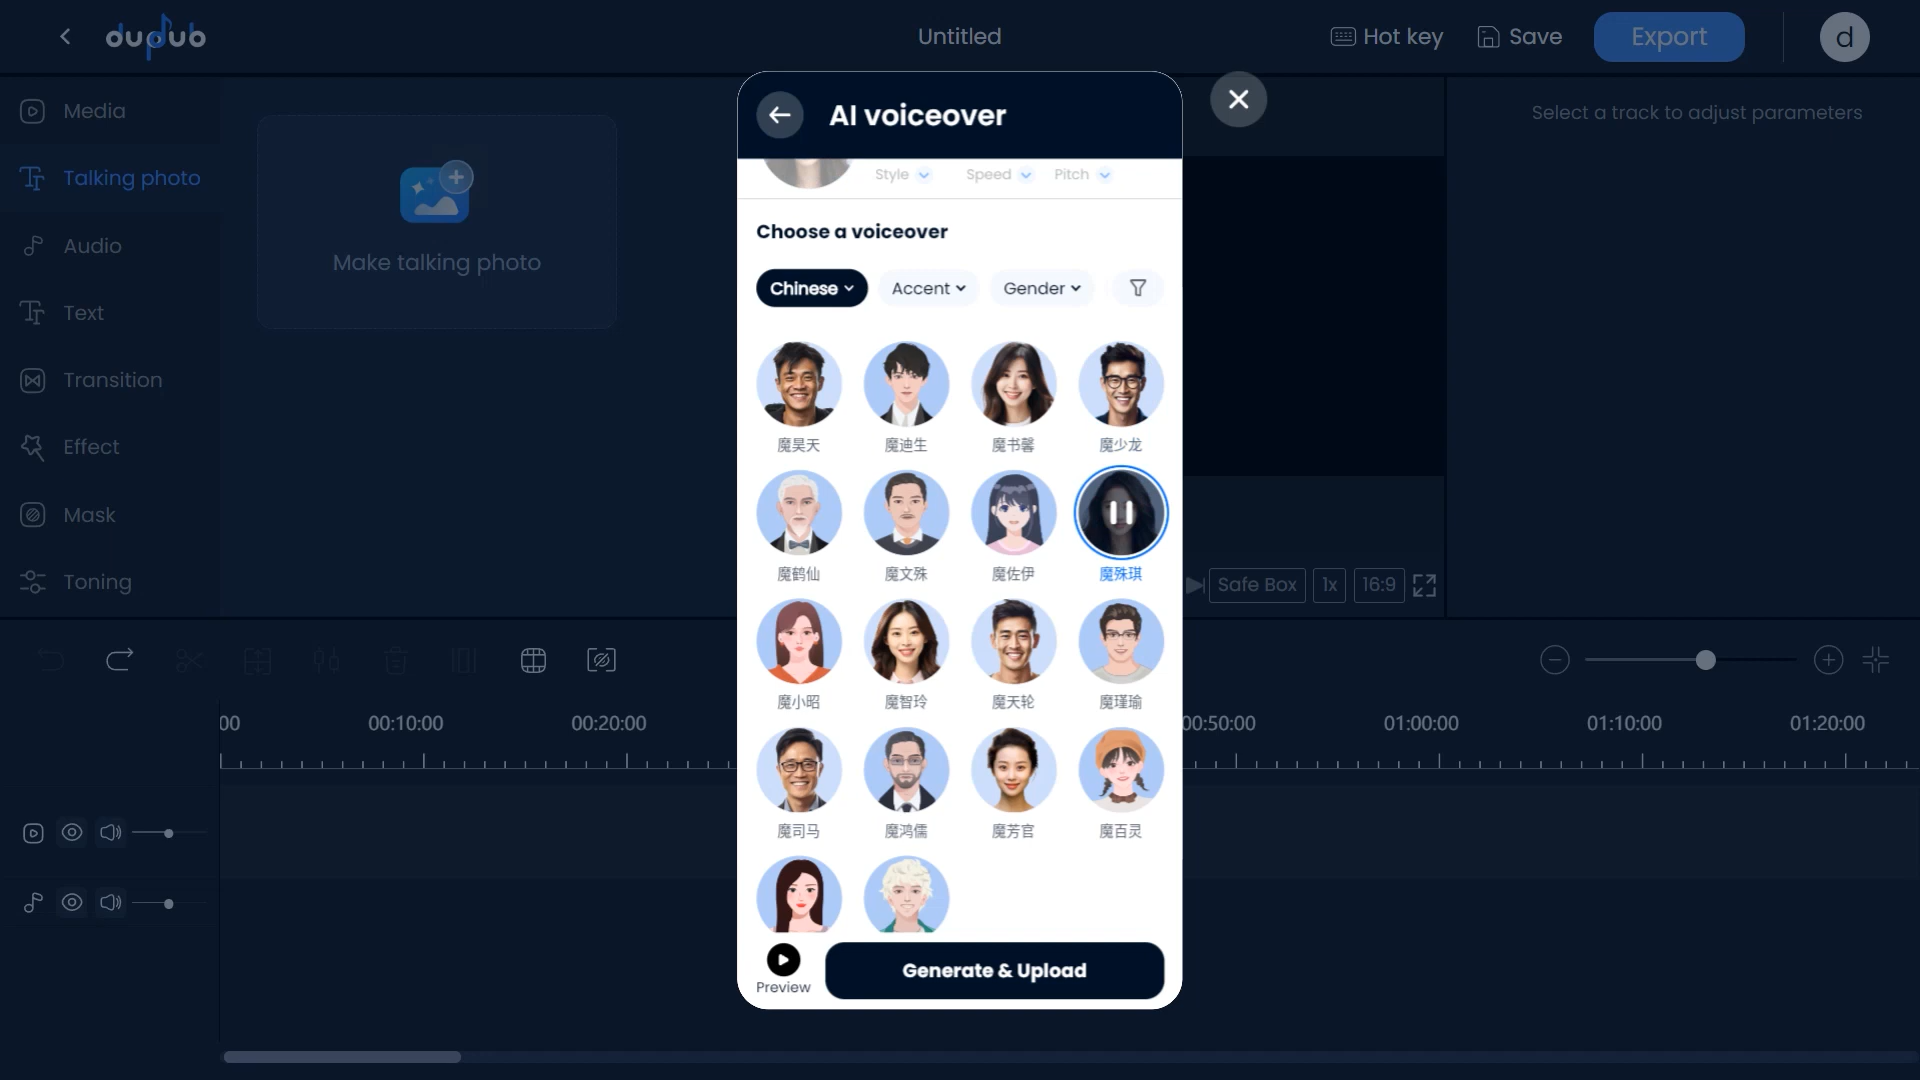 dupdub
Untitled
Hot key
Save
Export
d
Media
Talking photo
Audio
Text
Transition
Effect
Mask
Toning
Make talking photo
AI voiceover
Style
Speed
Pitch
Choose a voiceover
Chinese
Accent
Gender
魔昊天
魔迪生
魔书馨
魔少龙
魔鹤仙
魔文殊
魔佐伊
魔殊琪
魔小昭
魔智玲
魔天轮
魔瑾瑜
魔司马
魔鸿儒
魔芳官
魔百灵
Preview
Generate & Upload
Select a track to adjust parameters
Safe Box
1x
16:9
00
00:10:00
00:20:00
00:50:00
01:00:00
01:10:00
01:20:00